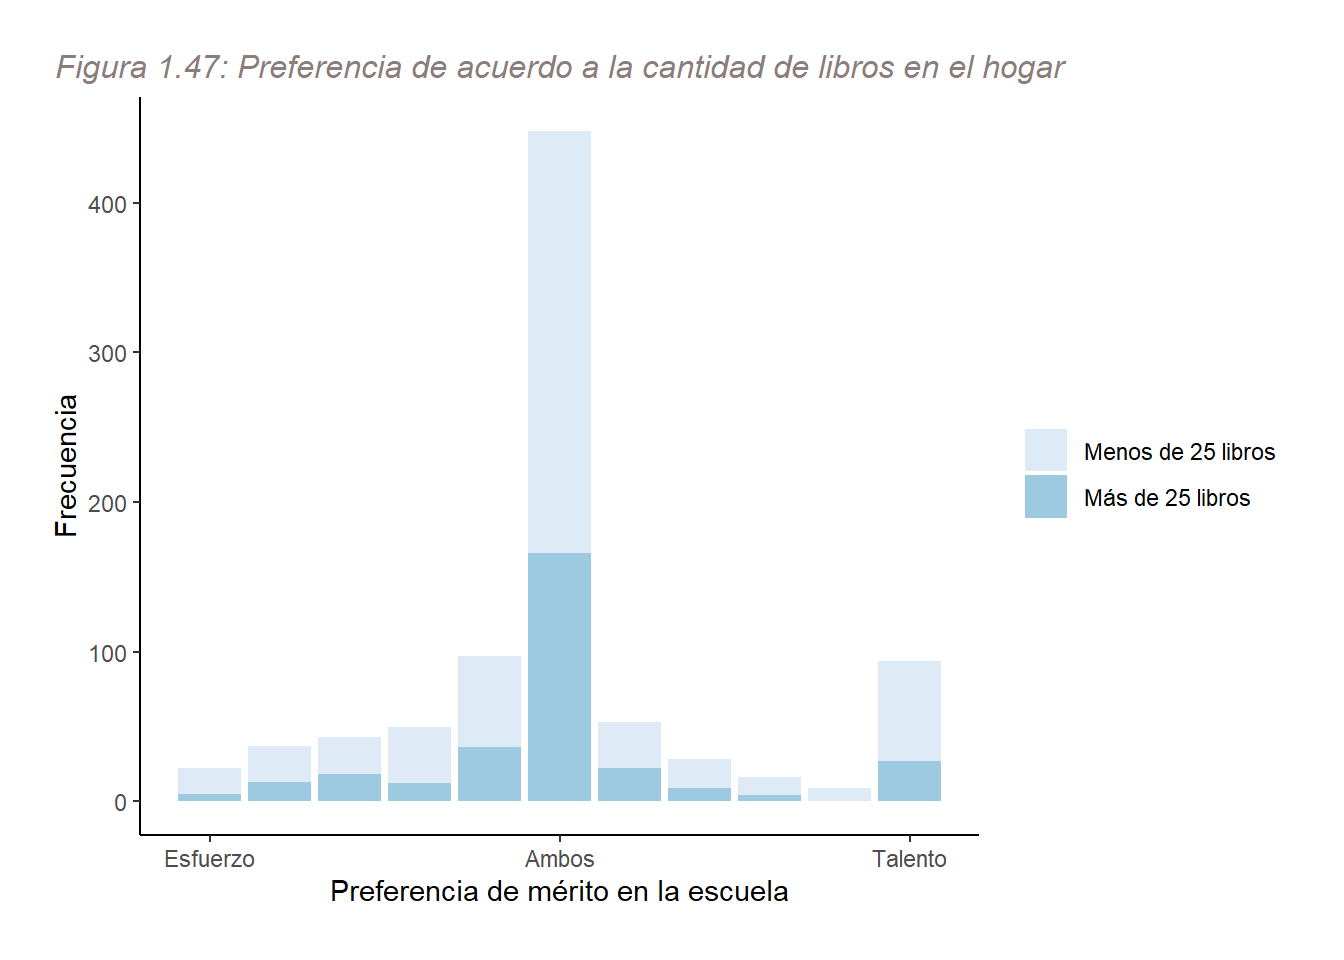 Figura 1.47: Preferencia de acuerdo a la cantidad de libros en el hogar
400
300
200
100
0
Frecuencia
Esfuerzo Ambos Talento
Preferencia de mérito en la escuela
Menos de 25 libros
Más de 25 libros